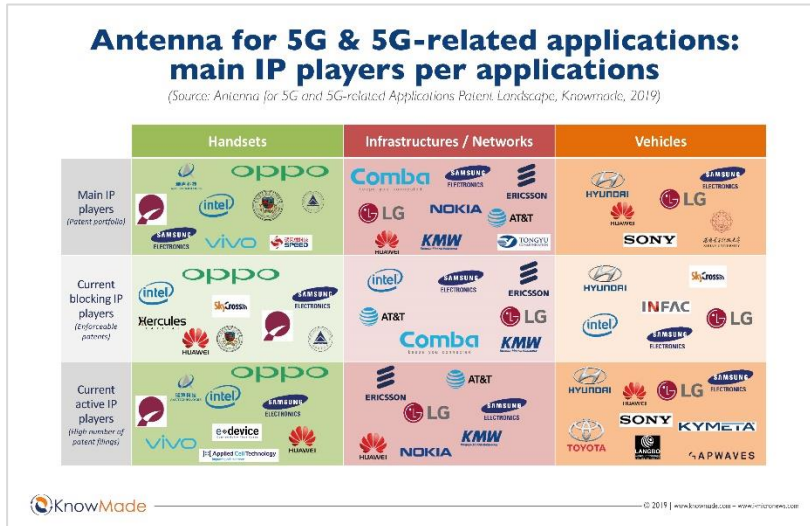 Antenna for 5G & 5G-related applications:
main IP players per applications
(Source: Antenna for 5G and 5G-related Applications Patent Landscape, Knowmade, 2019)
Handsets
Infrastructures / Networks
Vehicles
Main IP
players
(Patent portfolio)
oppo
intel
SAMSUNG
ELECTRONICS
vivo
SPEED
Comba
SAMSUNG
ELECTRONICS
ERICSSON
LG
NOKIA
AT&T
HUAWEI
KMW
TONGYU
HYUNDAI
SAMSUNG
ELECTRONICS
HUAWEI
LG
SONY
Current
blocking IP
players
(Enforceable
patents)
oppo
intel
SkyCross
SAMSUNG
ELECTRONICS
Hercules
HUAWEI
intel
SAMSUNG
ELECTRONICS
ERICSSON
AT&T
LG
Comba
KMW
HYUNDAI
SkyCross
INFAC
intel
SAMSUNG
ELECTRONICS
LG
Current
active IP
players
(High number of
patent filings)
oppo
intel
SAMSUNG
ELECTRONICS
vivo
e-device
HUAWEI
Applied Cell Technology
ERICSSON
AT&T
LG
SAMSUNG
ELECTRONICS
HUAWEI
NOKIA
KMW
HYUNDAI
HUAWEI
LG
SAMSUNG
ELECTRONICS
TOYOTA
SONY
KYMETA
LANGBO
GAPWAVES
KnowMade
© 2019 | www.knowmade.com – www.i-micronews.com